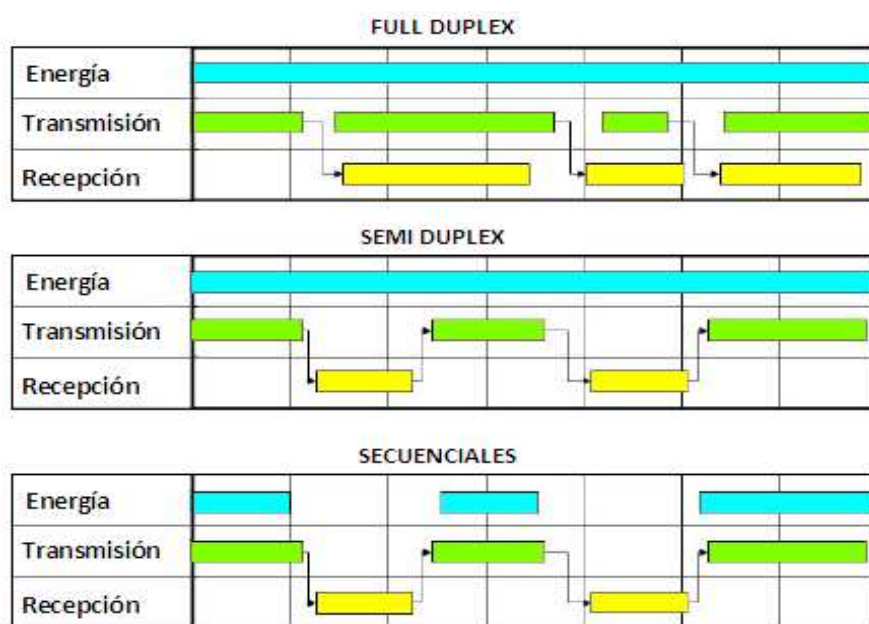 FULL DUPLEX
Energía
Transmisión
Recepción
SEMI DUPLEX
Energía
Transmisión
Recepción
SECUENCIALES
Energía
Transmisión
Recepción